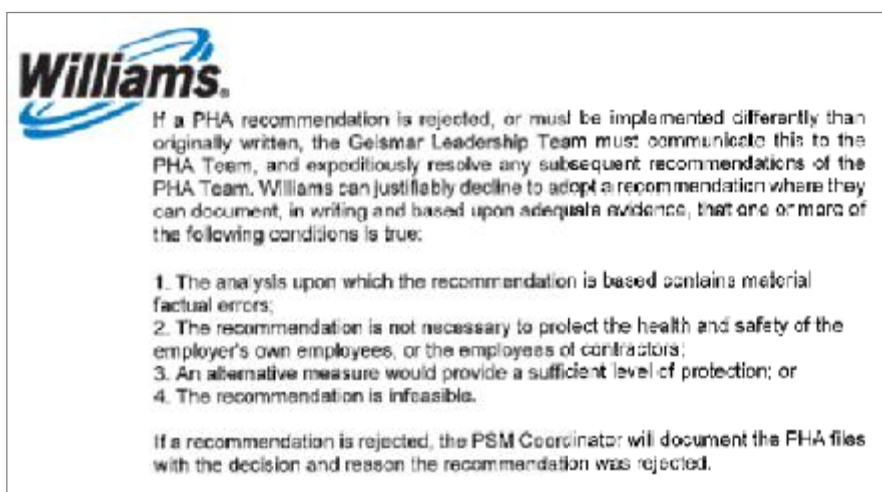 Williams®
If a PHA recommendation is rejected, or must be implemented differently than
originally written, the Geismar Leadership Team must communicate this to the
PHA Team, and expeditiously resolve any subsequent recommendations of the
PHA Team. Williams can justifiably decline to adopt a recommendation where they
can document, in writing and based upon adequate evidence, that one or more of
the following conditions is true:
1. The analysis upon which the recommendation is based contains material
factual errors;
2. The recommendation is not necessary to protect the health and safety of the
employer's own employees, or the employees of contractors;
3. An alternative measure would provide a sufficient level of protection; or
4. The recommendation is infeasible.
If a recommendation is rejected, the PSM Coordinator will document the PHA files
with the decision and reason the recommendation was rejected.